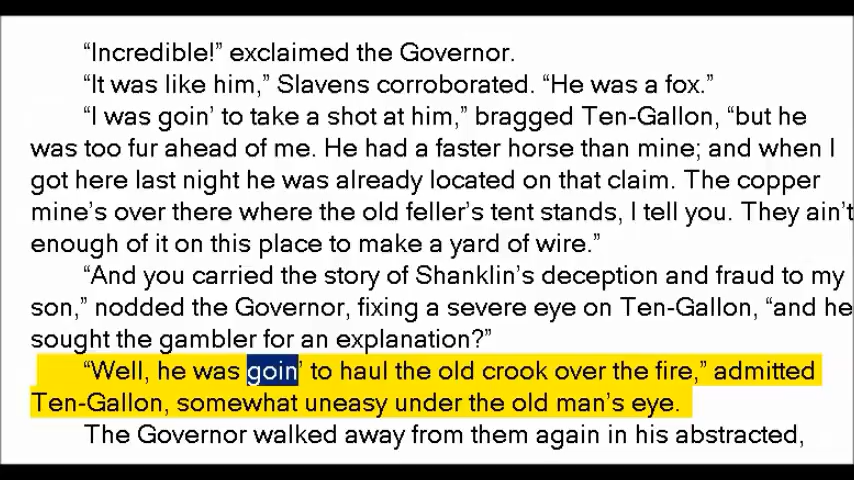 “Incredible!” exclaimed the Governor.
“It was like him,” Slavens corroborated. “He was a fox.”
“I was goin’ to take a shot at him,” bragged Ten-Gallon, “but he
was too fur ahead of me. He had a faster horse than mine; and when I
got here last night he was already located on that claim. The copper
mine’s over there where the old feller’s tent stands, I tell you. They ain’t
enough of it on this place to make a yard of wire.”
“And you carried the story of Shanklin’s deception and fraud to my
son,” nodded the Governor, fixing a severe eye on Ten-Gallon, “and he
sought the gambler for an explanation?”
“Well, he was goin’ to haul the old crook over the fire,” admitted
Ten-Gallon, somewhat uneasy under the old man’s eye.
The Governor walked away from them again in his abstracted,